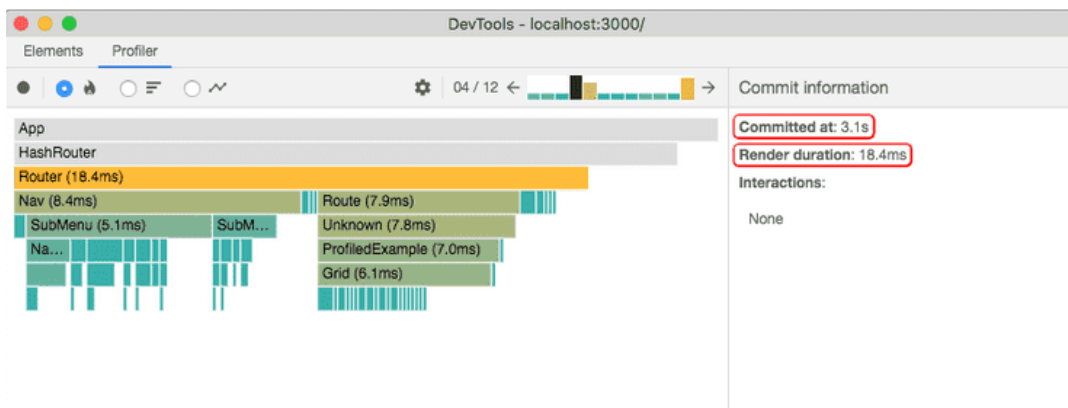 DevTools - localhost:3000/
Elements Profiler
04 / 12
Commit information
App
Committed at: 3.1s
HashRouter
Render duration: 18.4ms
Router (18.4ms)
Interactions:
Nav (8.4ms) Route (7.9ms)
None
SubMenu (5.1ms) SubM... Unknown (7.8ms)
Na... ProfiledExample (7.0ms)
Grid (6.1ms)